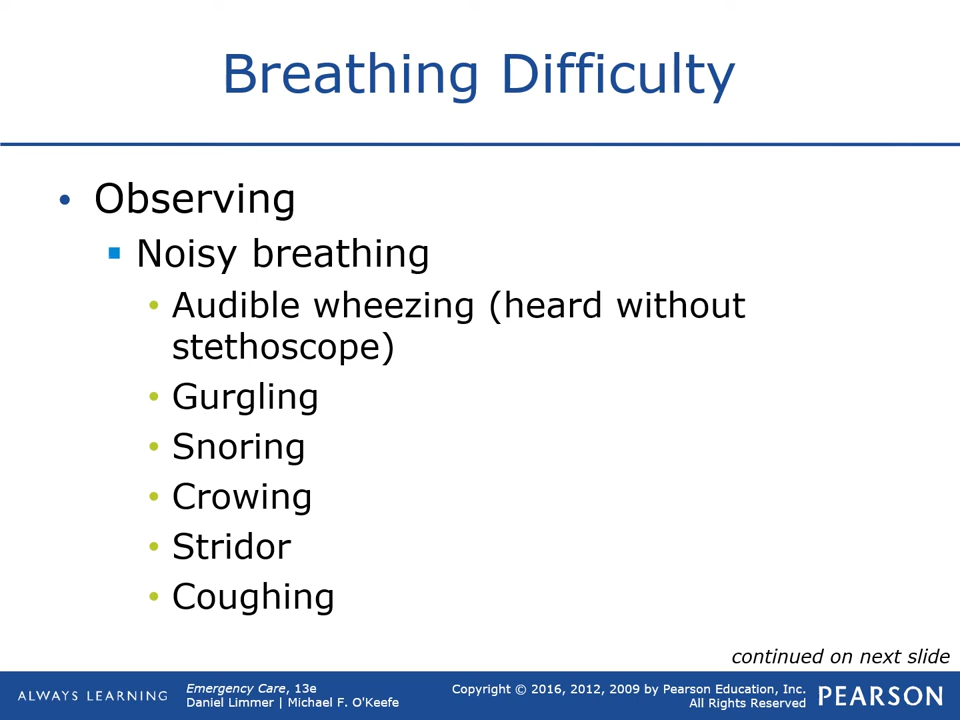 Breathing Difficulty
• Observing
▪ Noisy breathing
• Audible wheezing (heard without
stethoscope)
• Gurgling
• Snoring
• Crowing
• Stridor
• Coughing
continued on next slide
ALWAYS LEARNING
Emergency Care, 13e
Daniel Limmer | Michael F. O'Keefe
Copyright © 2016, 2012, 2009 by Pearson Education, Inc.
All Rights Reserved
PEARSON